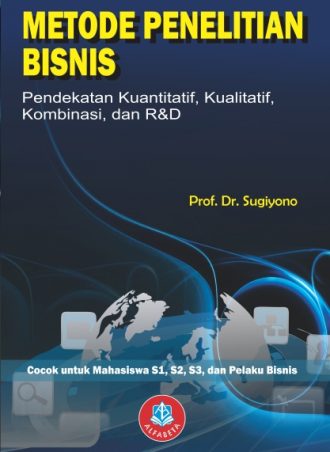 METODE PENELITIAN
BISNIS
Pendekatan Kuantitatif, Kualitatif,
Kombinasi, dan R&D
Prof. Dr. Sugiyono
Cocok untuk Mahasiswa S1, S2, S3, dan Pelaku Bisnis
ALFABETA